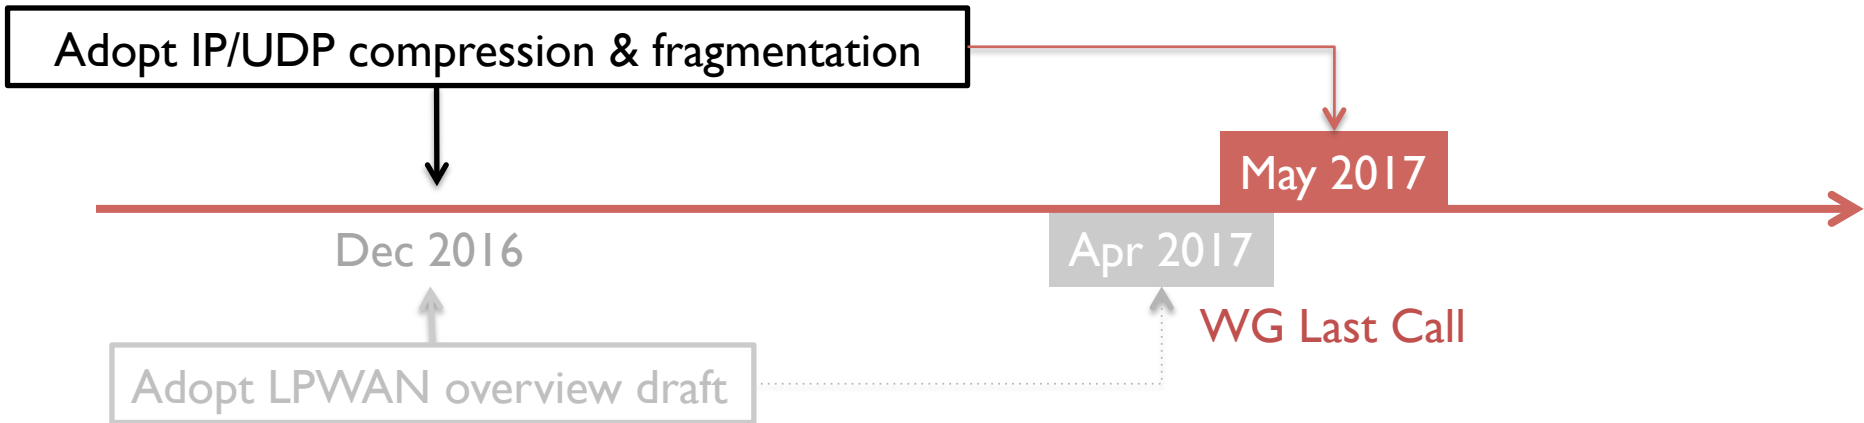 Adopt IP/UDP compression & fragmentation
May 2017
Dec 2016
Apr 2017
WG Last Call
Adopt LPWAN overview draft